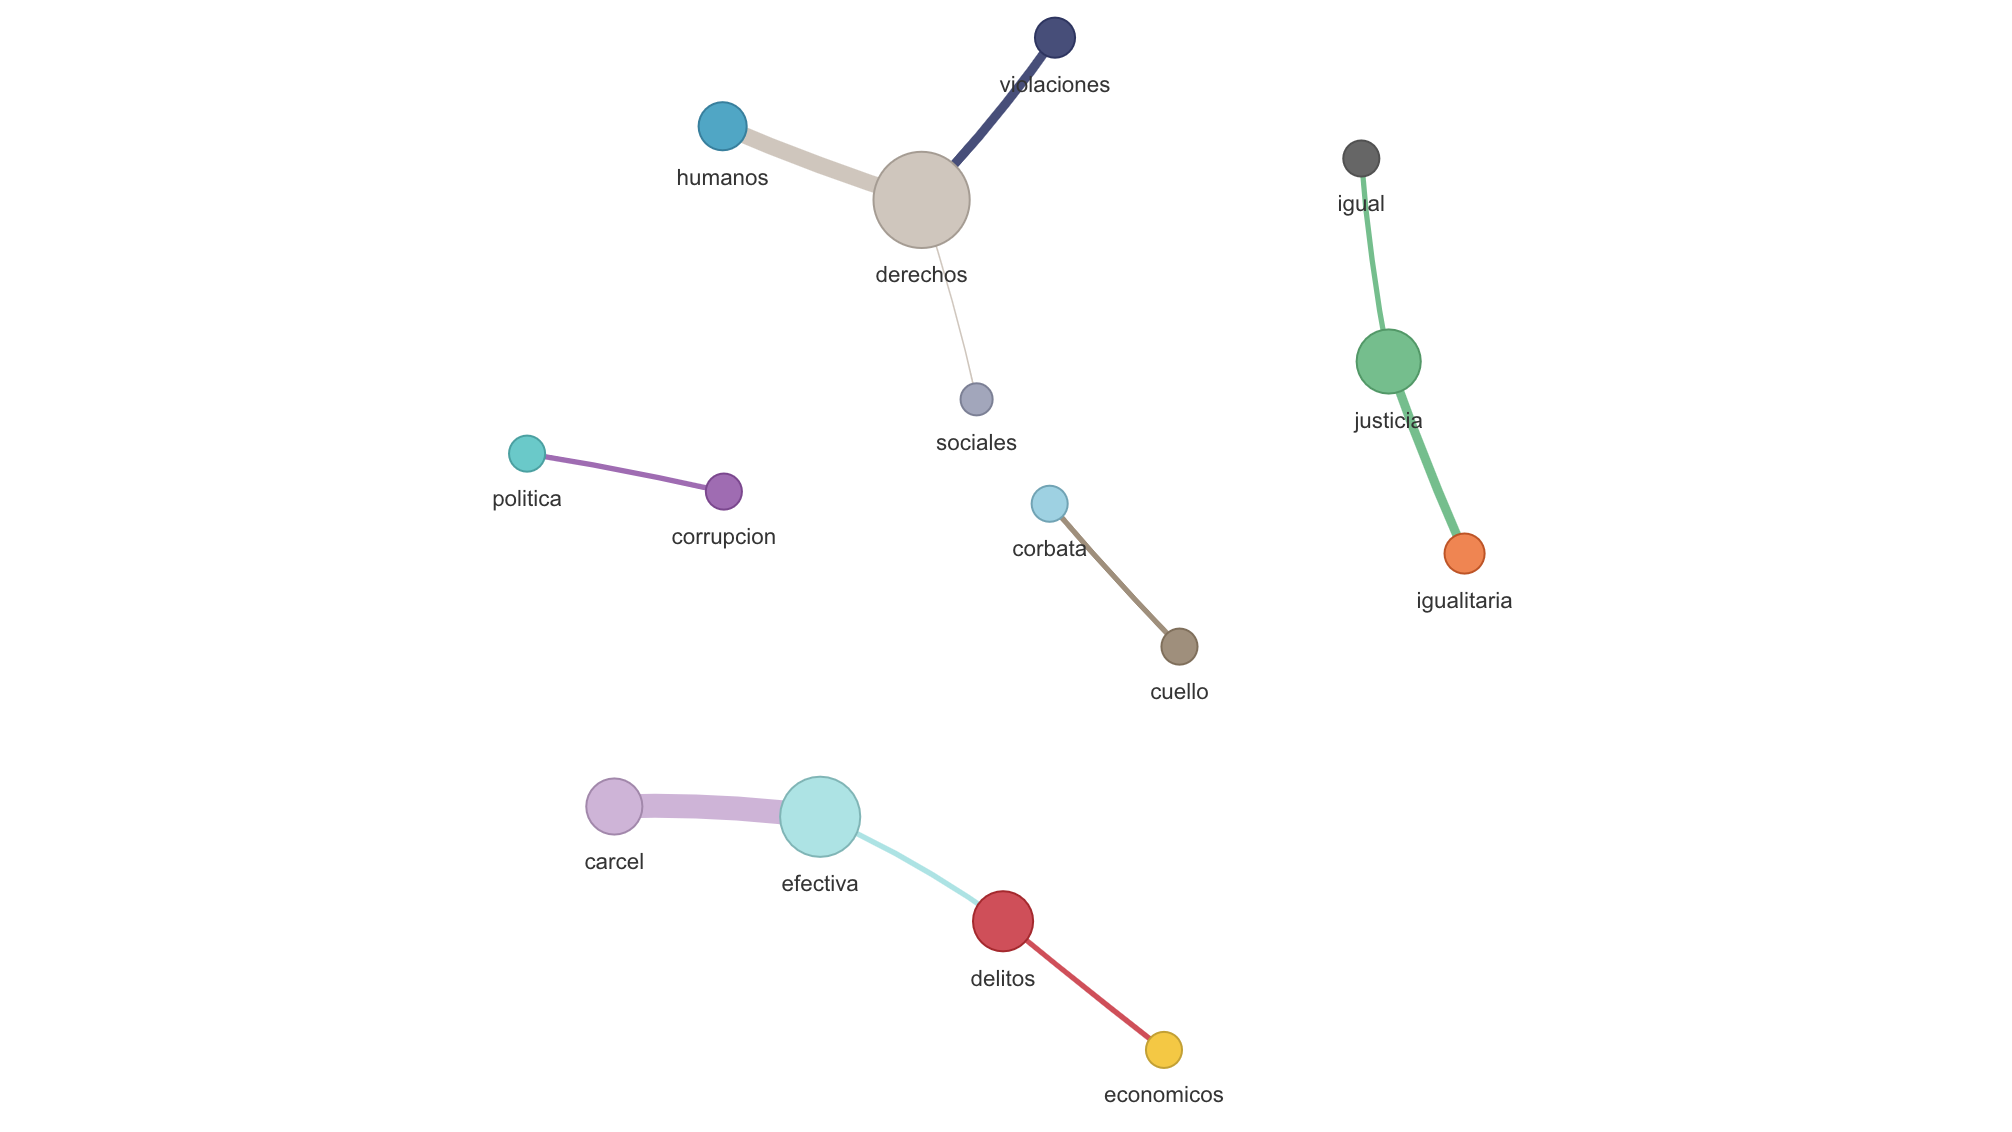 violaciones
humanos
igual
derechos
justicia
sociales
politica
corrupcion
corbata
igualitaria
cuello
carcel
efectiva
delitos
economicos